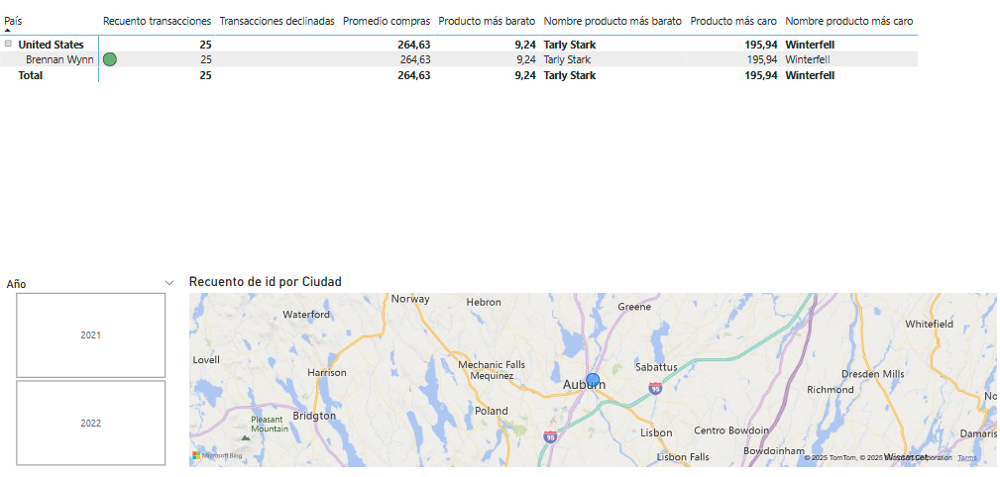 País Recuento transacciones Transacciones declinadas Promedio compras Producto más barato Nombre producto más barato Producto más caro Nombre producto más caro
United States 25 264,63 9,24 Tarly Stark 195,94 Winterfell
Brennan Wynn 25 264,63 9,24 Tarly Stark 195,94 Winterfell
Total 25 264,63 9,24 Tarly Stark 195,94 Winterfell
Año
2021
2022
Recuento de id por Ciudad
Norway
Hebron
Greene
Waterford
Whitefield
Lovell
Harrison
Mechanic Falls
Mequinez
Sabattus
Dresden Mills
Auburn
95
Richmond
No
Poland
Bridgton
Pleasant
Mountain
95
Lisbon
Centro Bowdoin
Damaris
Lisbon Falls
Bowdoinham
Microsoft Bing
© 2025 TomTom, © 2025 Microsoft Corporation Terms